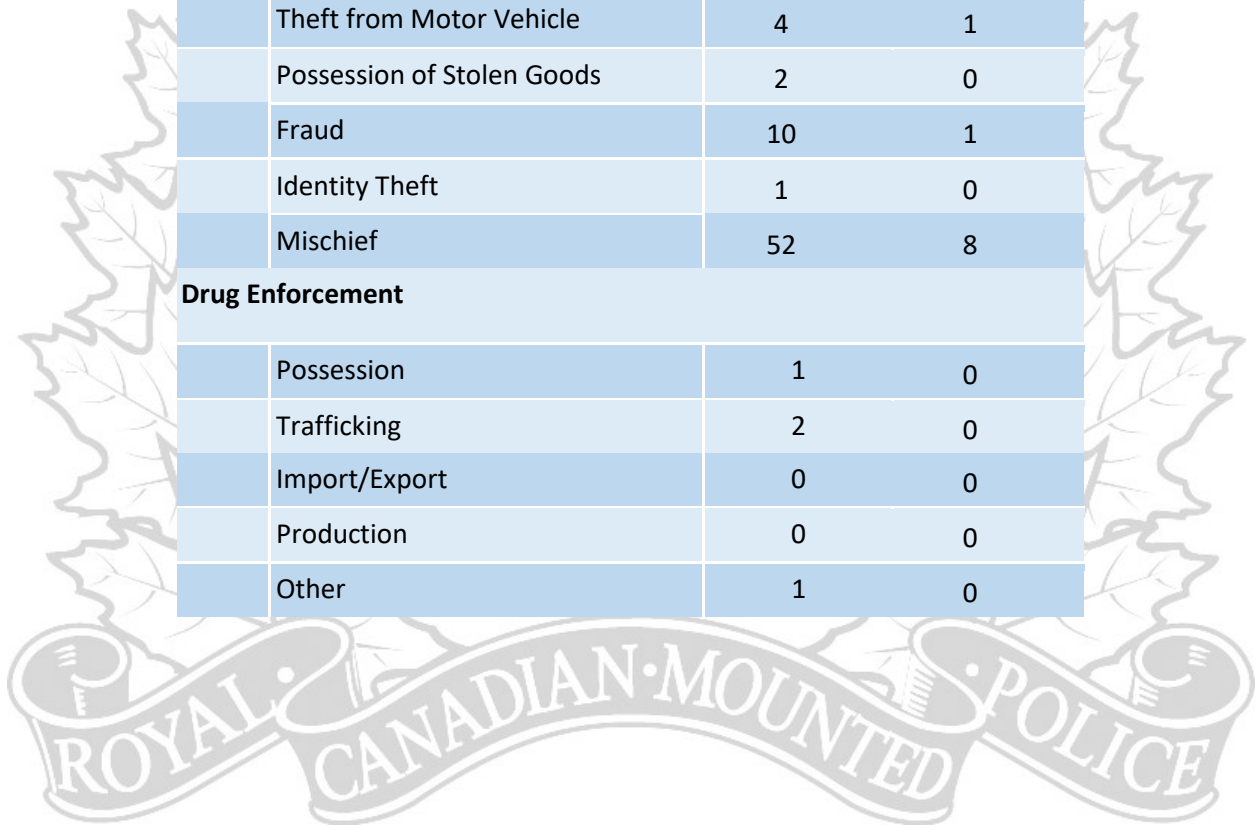 Theft from Motor Vehicle 4 1
Possession of Stolen Goods 2 0
Fraud 10 1
Identity Theft 1 0
Mischief 52 8
Drug Enforcement
Possession 1 0
Trafficking 2 0
Import/Export 0 0
Production 0 0
Other 1 0
ROYAL · CANADIAN · MOUNTED · POLICE